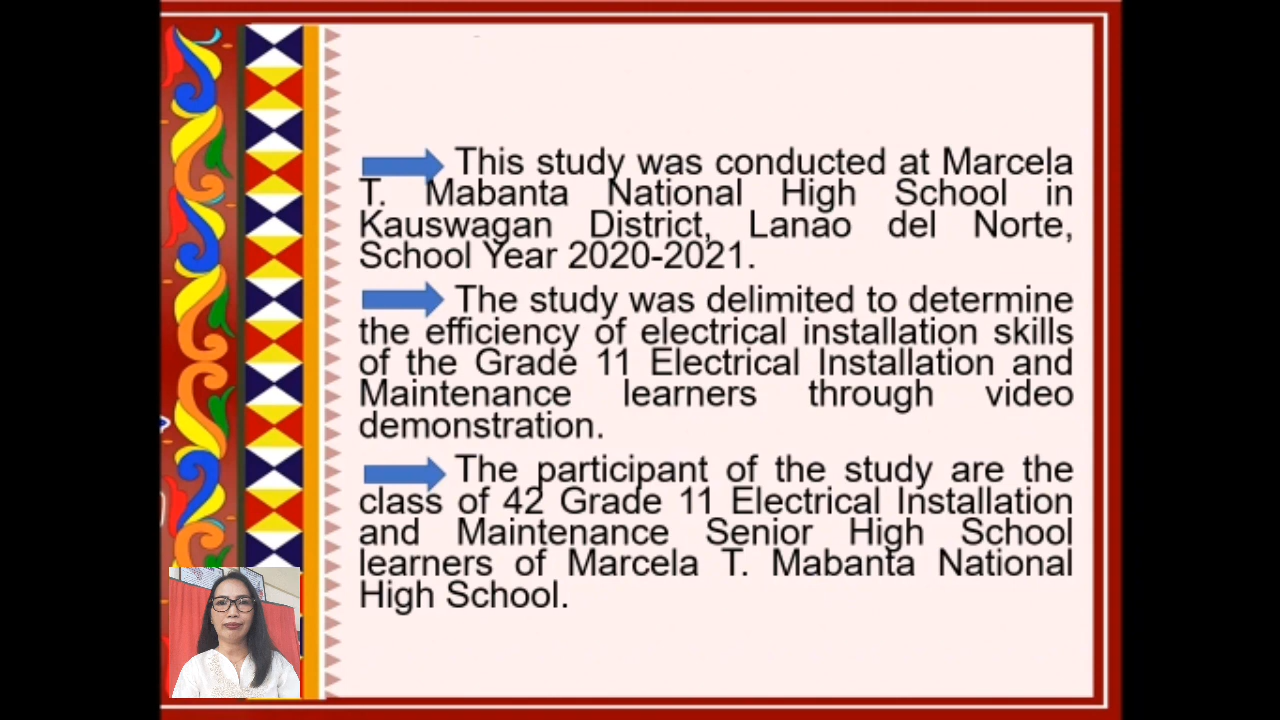 This study was conducted at Marcela
T. Mabanta National High School in
Kauswagan District, Lanao del Norte,
School Year 2020-2021.
The study was delimited to determine
the efficiency of electrical installation skills
of the Grade 11 Electrical Installation and
Maintenance learners through video
demonstration.
The participant of the study are the
class of 42 Grade 11 Electrical Installation
and Maintenance Senior High School
learners of Marcela T. Mabanta National
High School.